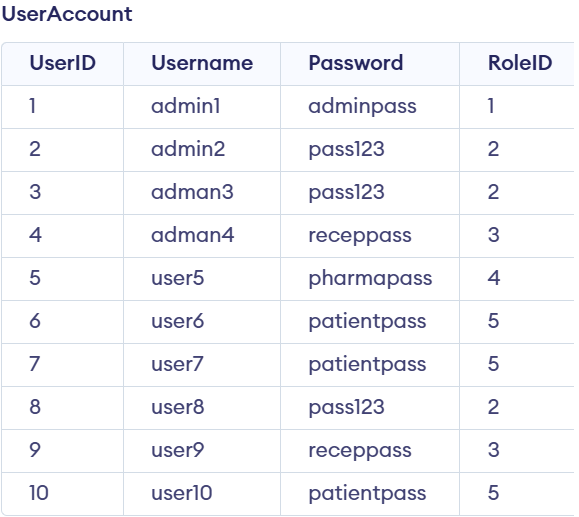 UserAccount
UserID Username Password RoleID
1 admin1 adminpass 1
2 admin2 pass123 2
3 adman3 pass123 2
4 adman4 receppass 3
5 user5 pharmapass 4
6 user6 patientpass 5
7 user7 patientpass 5
8 user8 pass123 2
9 user9 receppass 3
10 user10 patientpass 5